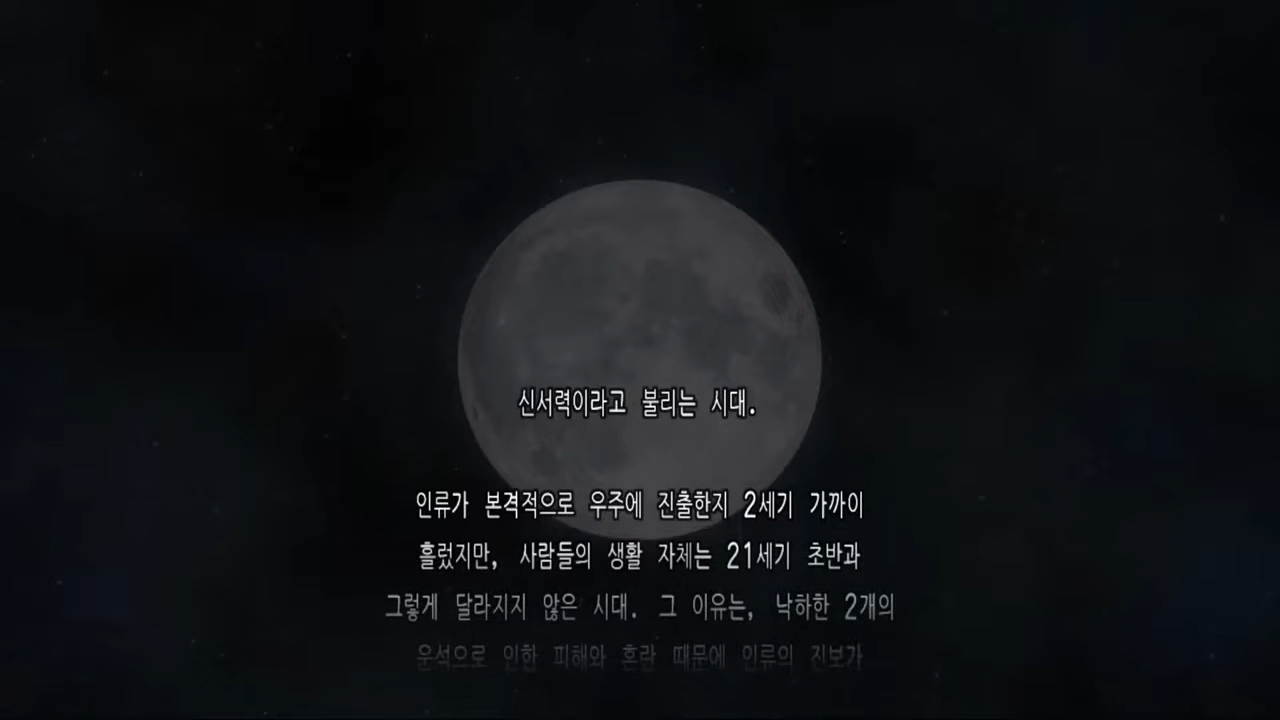 신서력이라고 불리는 시대.
인류가 본격적으로 우주에 진출한지 2세기 가까이
흘렀지만, 사람들의 생활 자체는 21세기 초반과
그렇게 달라지지 않은 시대. 그 이유는, 낙하한 2개의
운석으로 인한 피해와 혼란 때문에 인류의 진보가